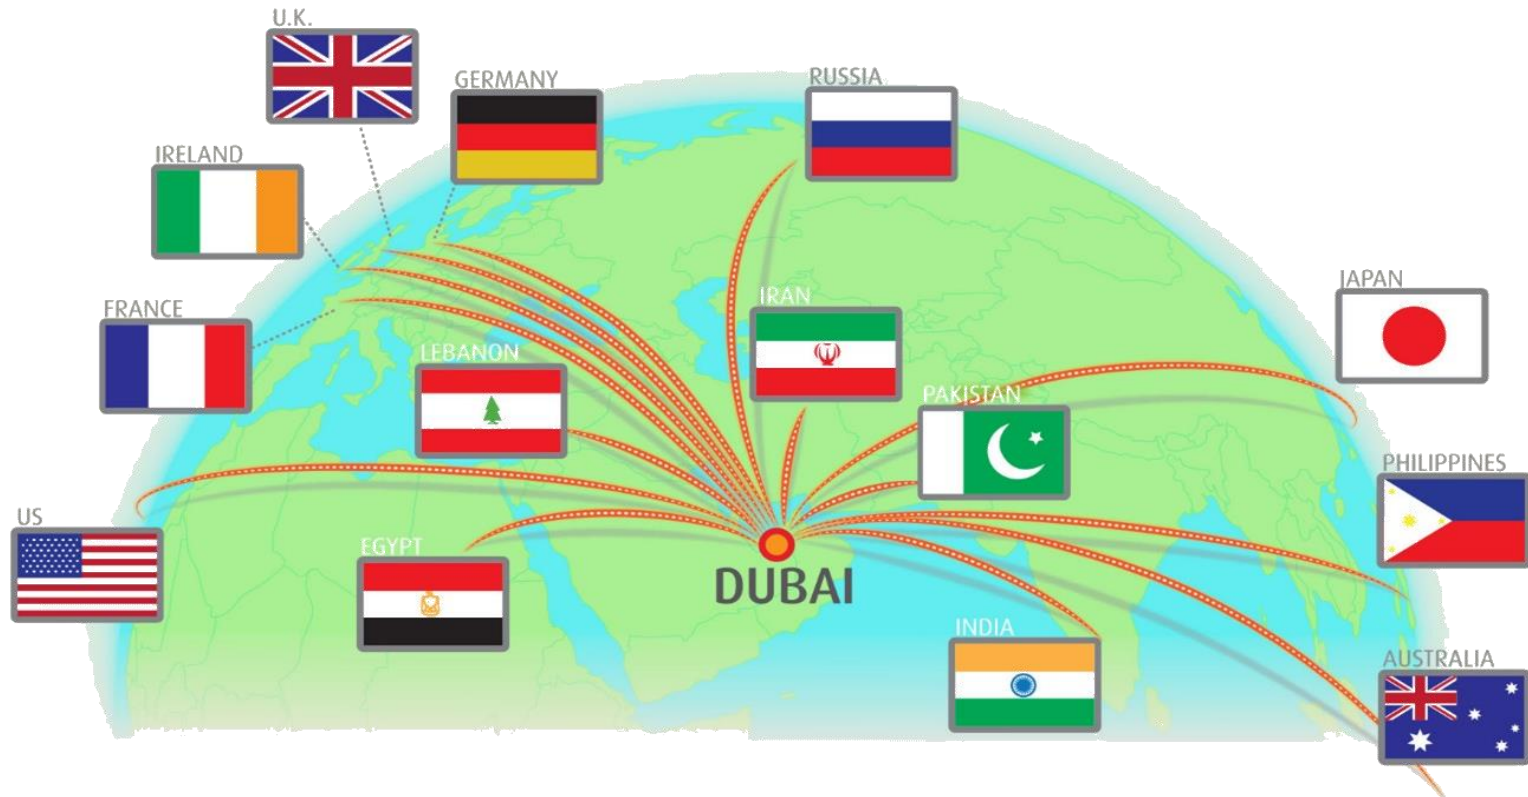 U.K.
GERMANY
RUSSIA
IRELAND
FRANCE
LEBANON
IRAN
JAPAN
PAKISTAN
PHILIPPINES
US
EGYPT
DUBAI
INDIA
AUSTRALIA